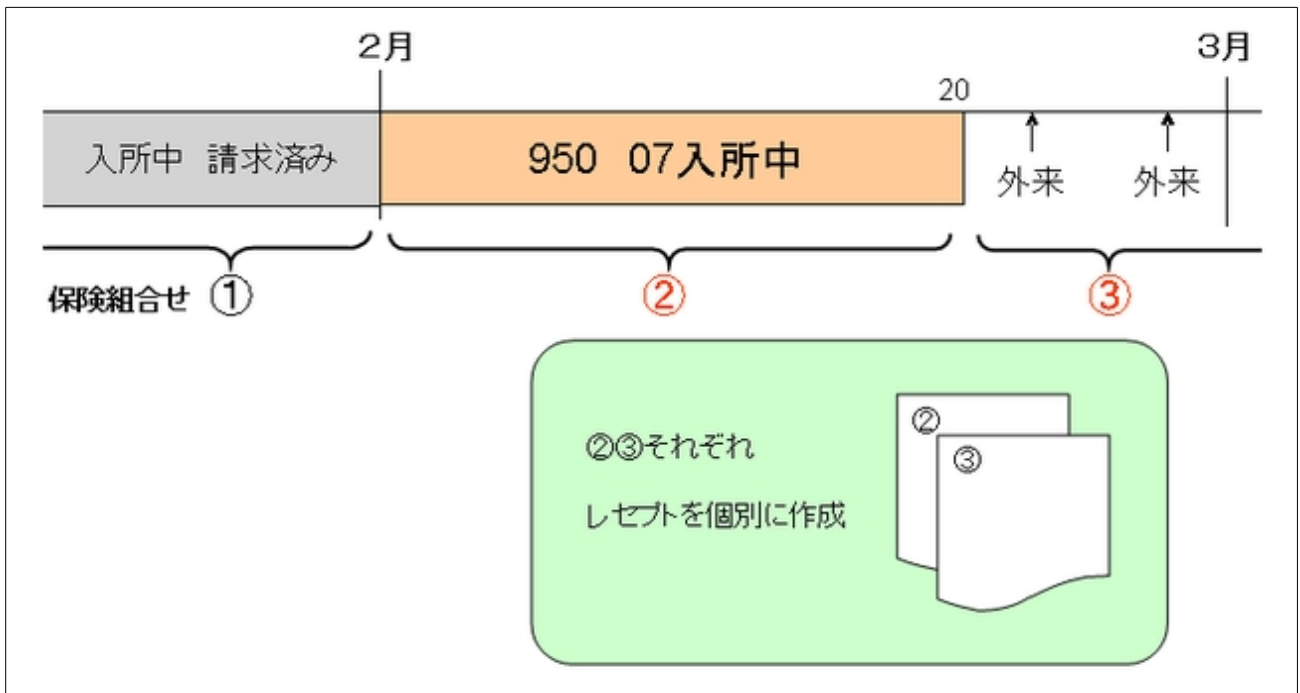 2月
3月
20
入所中 請求済み
950 07入所中
外来
外来
保険組合せ ①
②
③
②③それぞれ
レセプトを個別に作成
②
③